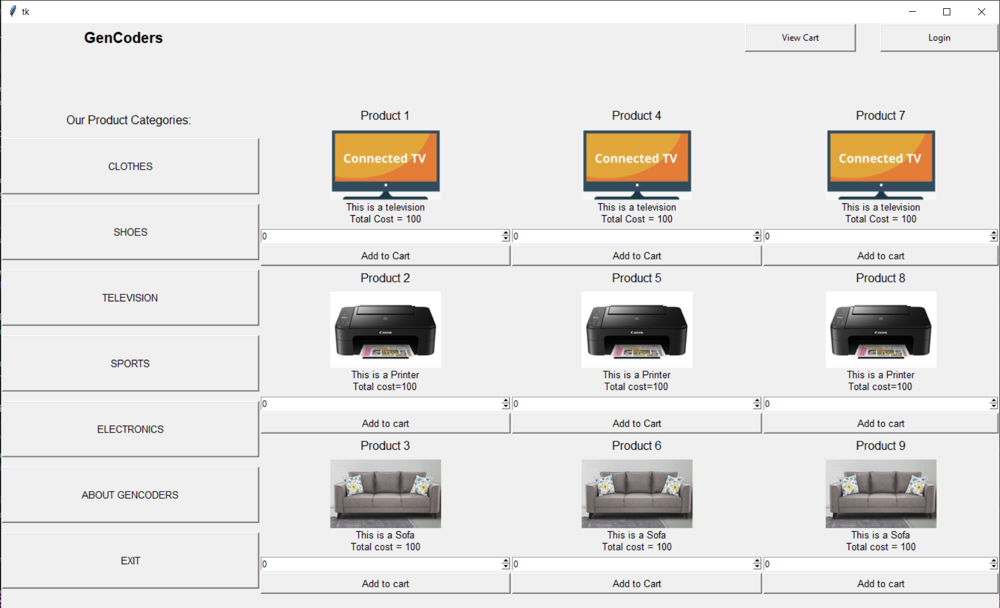 tk
GenCoders
View Cart
Login
Our Product Categories:
CLOTHES
SHOES
TELEVISION
SPORTS
ELECTRONICS
ABOUT GENCODERS
EXIT
Product 1
Connected TV
This is a television
Total Cost = 100
0
Add to Cart
Product 2
Canon
This is a Printer
Total cost=100
0
Add to cart
Product 3
This is a Sofa
Total cost = 100
0
Add to cart
Product 4
Connected TV
This is a television
Total Cost = 100
0
Add to Cart
Product 5
Canon
This is a Printer
Total cost=100
0
Add to Cart
Product 6
This is a Sofa
Total cost = 100
0
Add to Cart
Product 7
Connected TV
This is a television
Total Cost = 100
0
Add to cart
Product 8
Canon
This is a Printer
Total cost=100
0
Add to cart
Product 9
This is a Sofa
Total cost = 100
0
Add to cart